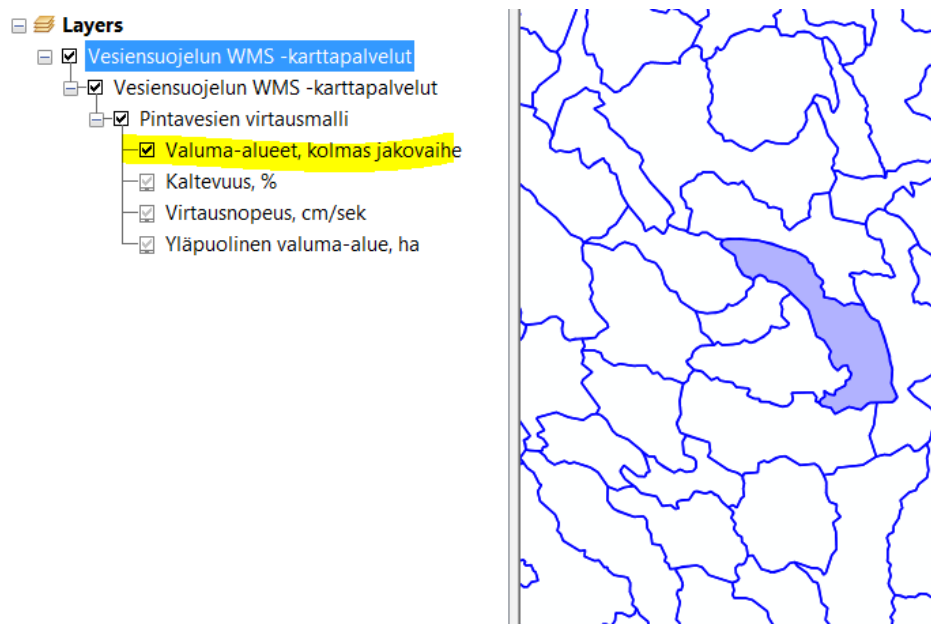 Layers
Vesiensuojelun WMS -karttapalvelut
Vesiensuojelun WMS -karttapalvelut
Pintavesien virtausmalli
Valuma-alueet, kolmas jakovaihe
Kaltevuus, %
Virtausnopeus, cm/sek
Yläpuolinen valuma-alue, ha